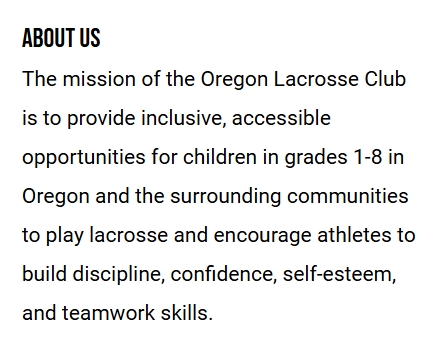 ABOUT US
The mission of the Oregon Lacrosse Club
is to provide inclusive, accessible
opportunities for children in grades 1-8 in
Oregon and the surrounding communities
to play lacrosse and encourage athletes to
build discipline, confidence, self-esteem,
and teamwork skills.